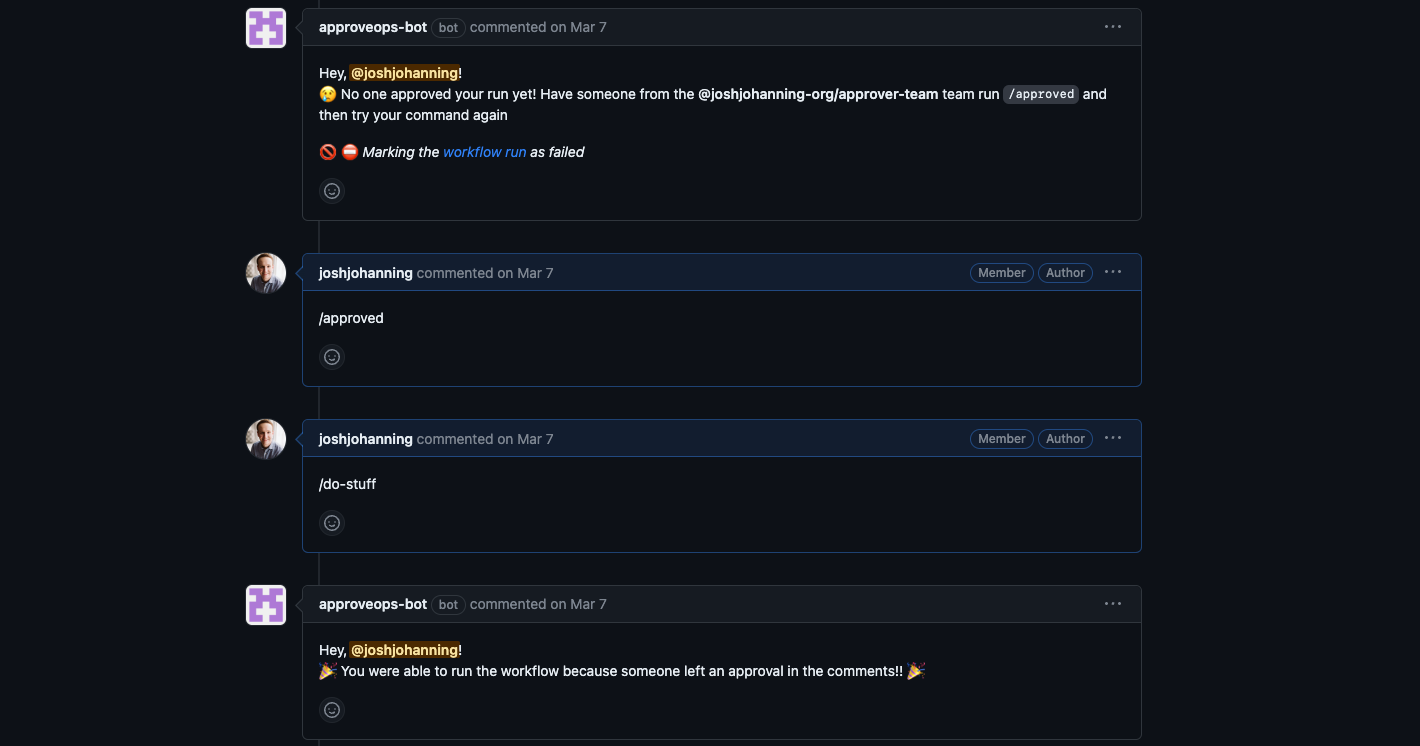 approveops-bot bot commented on Mar 7 ...
Hey, @joshjohanning!
😢 No one approved your run yet! Have someone from the @joshjohanning-org/approver-team team run /approved and
then try your command again
🚫 ⛔ Marking the workflow run as failed
joshjohanning commented on Mar 7 Member Author ...
/approved
joshjohanning commented on Mar 7 Member Author ...
/do-stuff
approveops-bot bot commented on Mar 7 ...
Hey, @joshjohanning!
🎉 You were able to run the workflow because someone left an approval in the comments!! 🎉